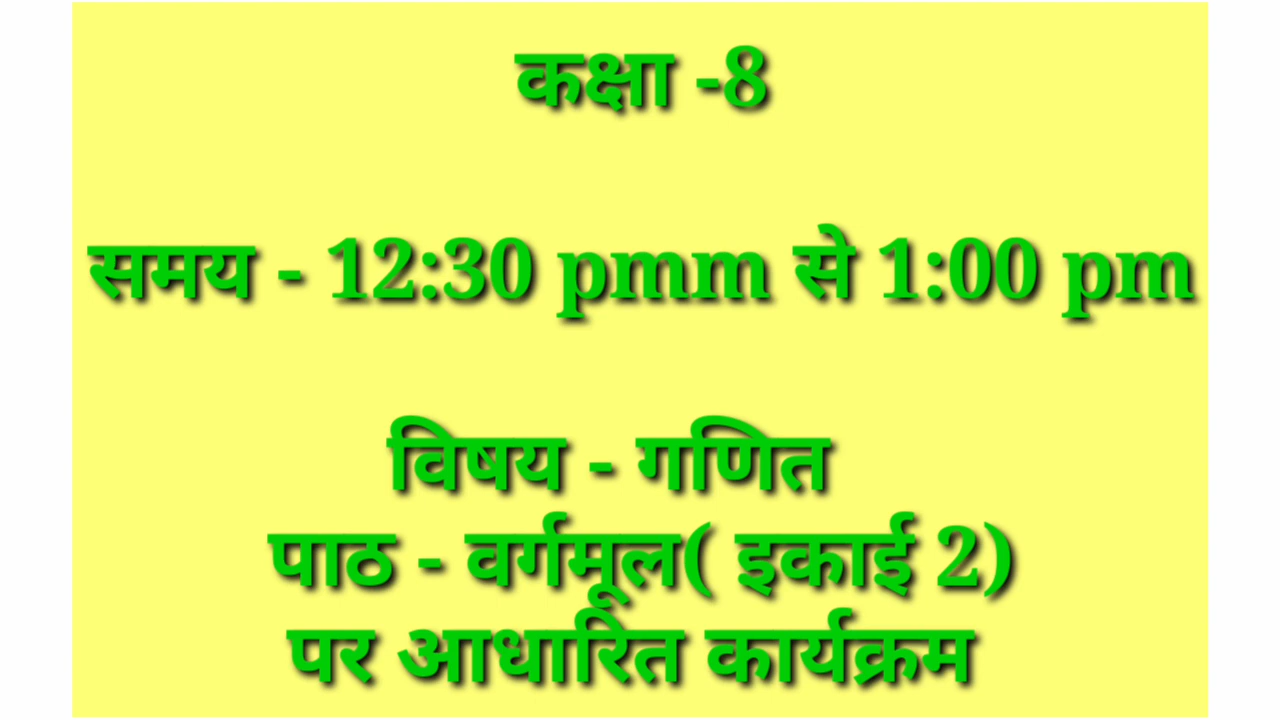 कक्षा -8
समय - 12:30 pmm से 1:00 pm
विषय - गणित
पाठ - वर्गमूल( इकाई 2)
पर आधारित कार्यक्रम